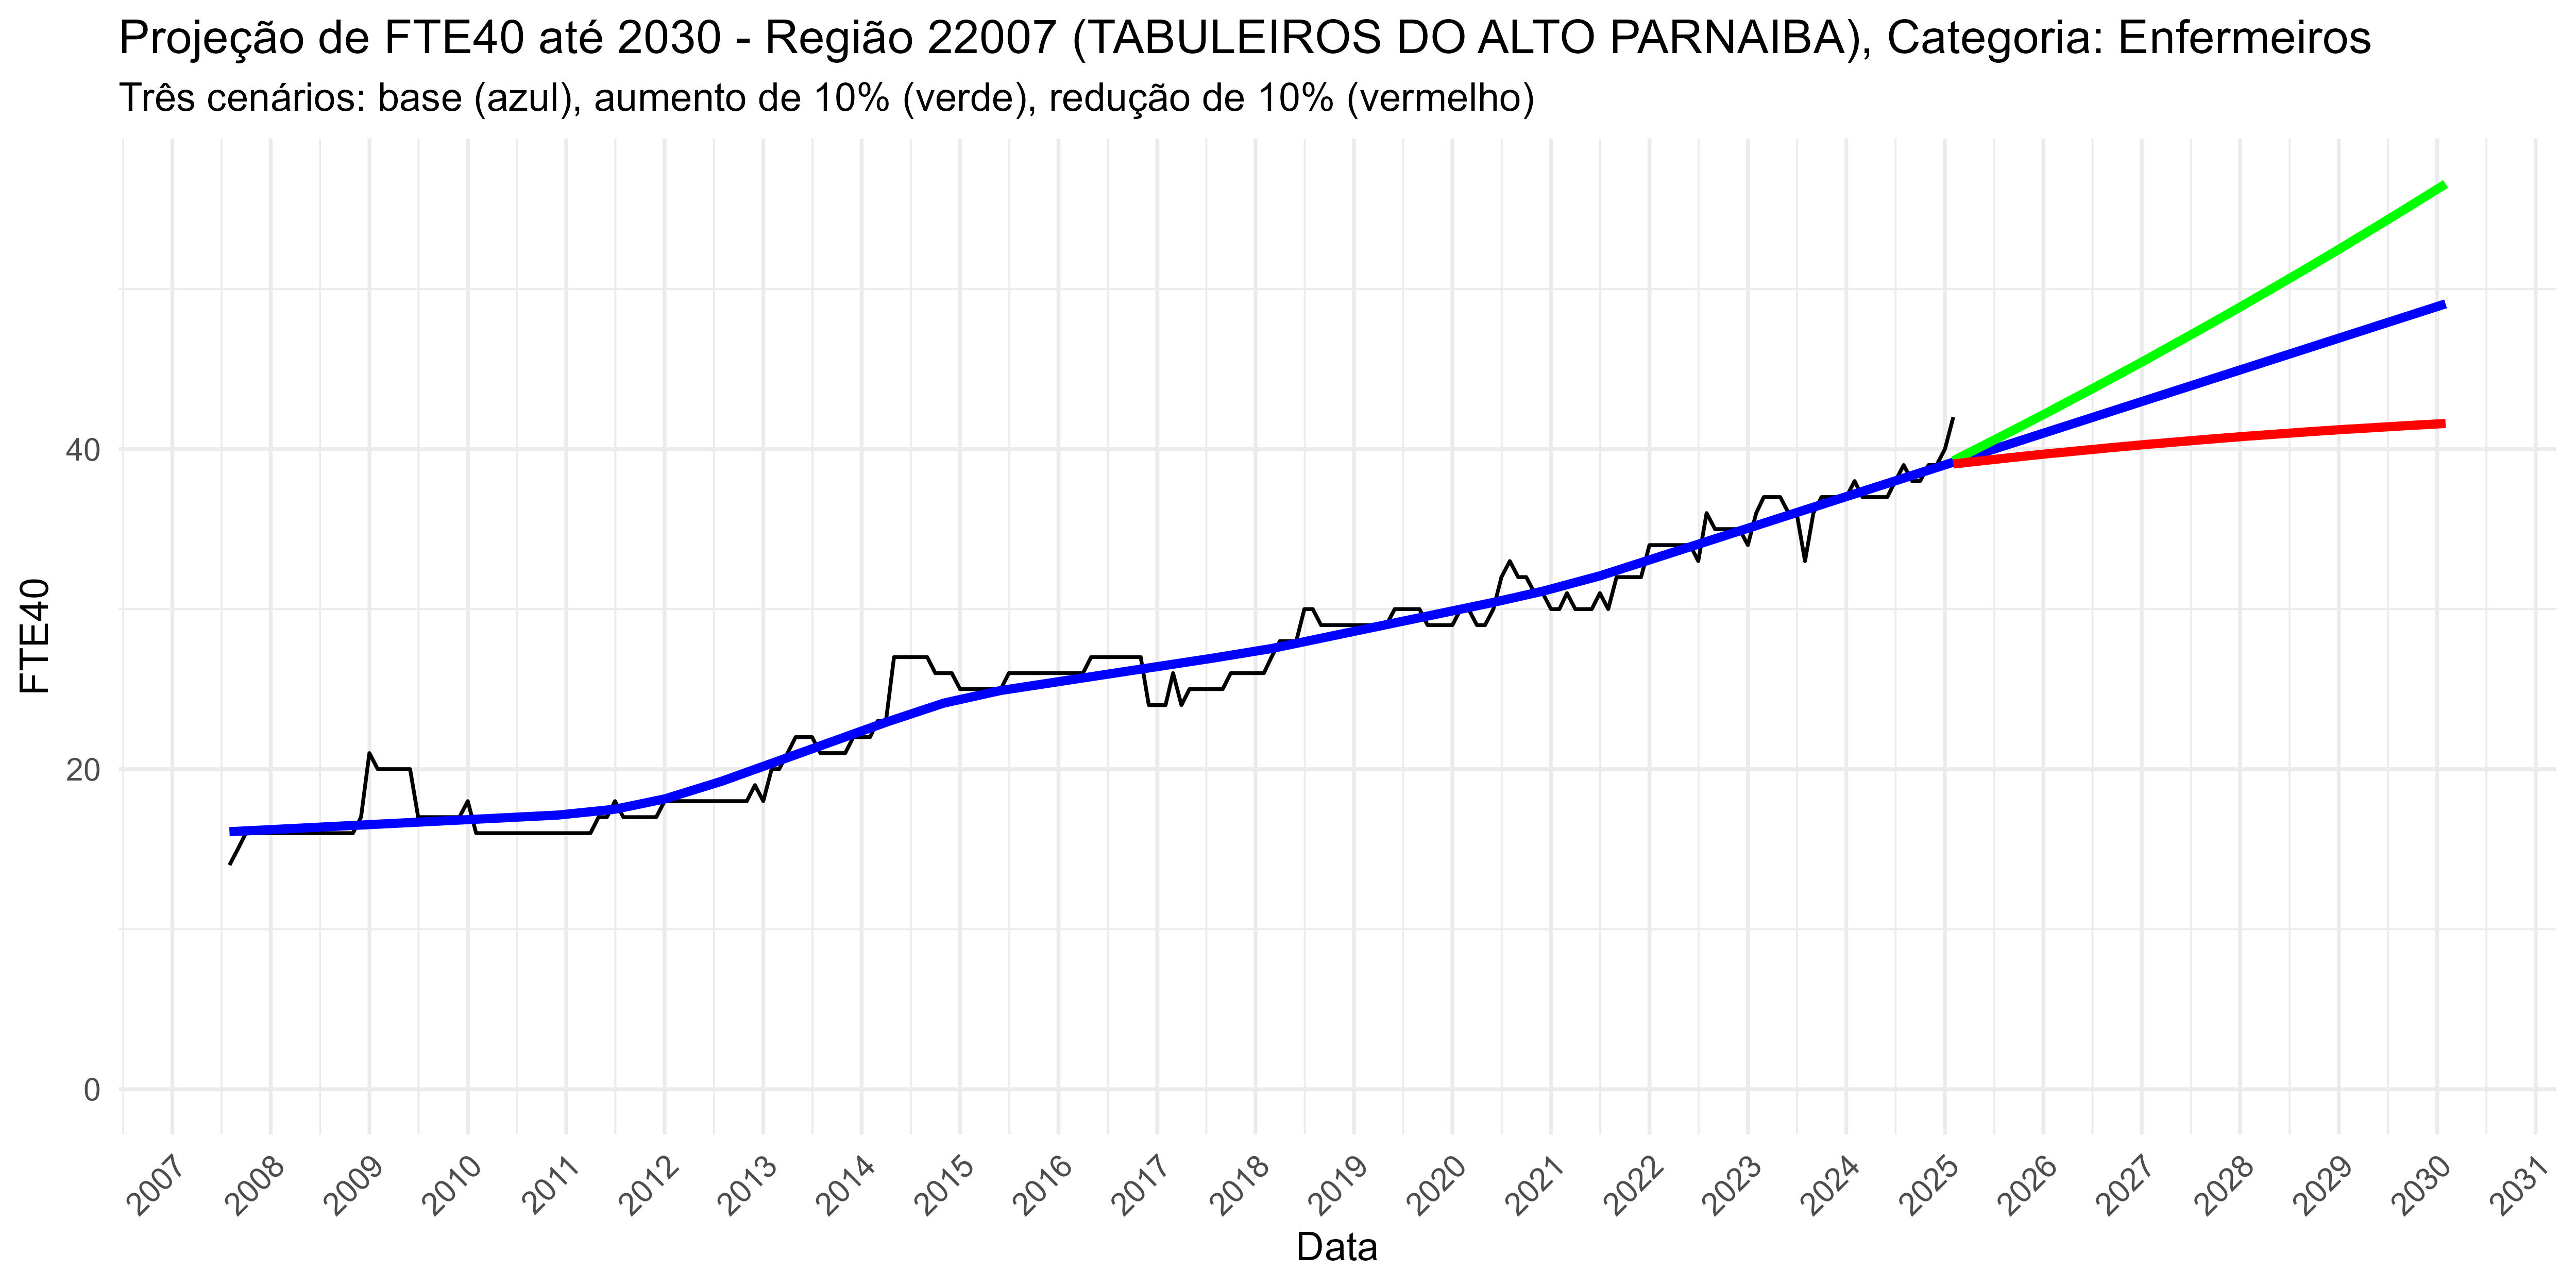 Projeção de FTE40 até 2030 - Região 22007 (TABULEIROS DO ALTO PARNAIBA), Categoria: Enfermeiros
Três cenários: base (azul), aumento de 10% (verde), redução de 10% (vermelho)
FTE40
40
20
0
2007 2008 2009 2010 2011 2012 2013 2014 2015 2016 2017 2018 2019 2020 2021 2022 2023 2024 2025 2026 2027 2028 2029 2030 2031
Data